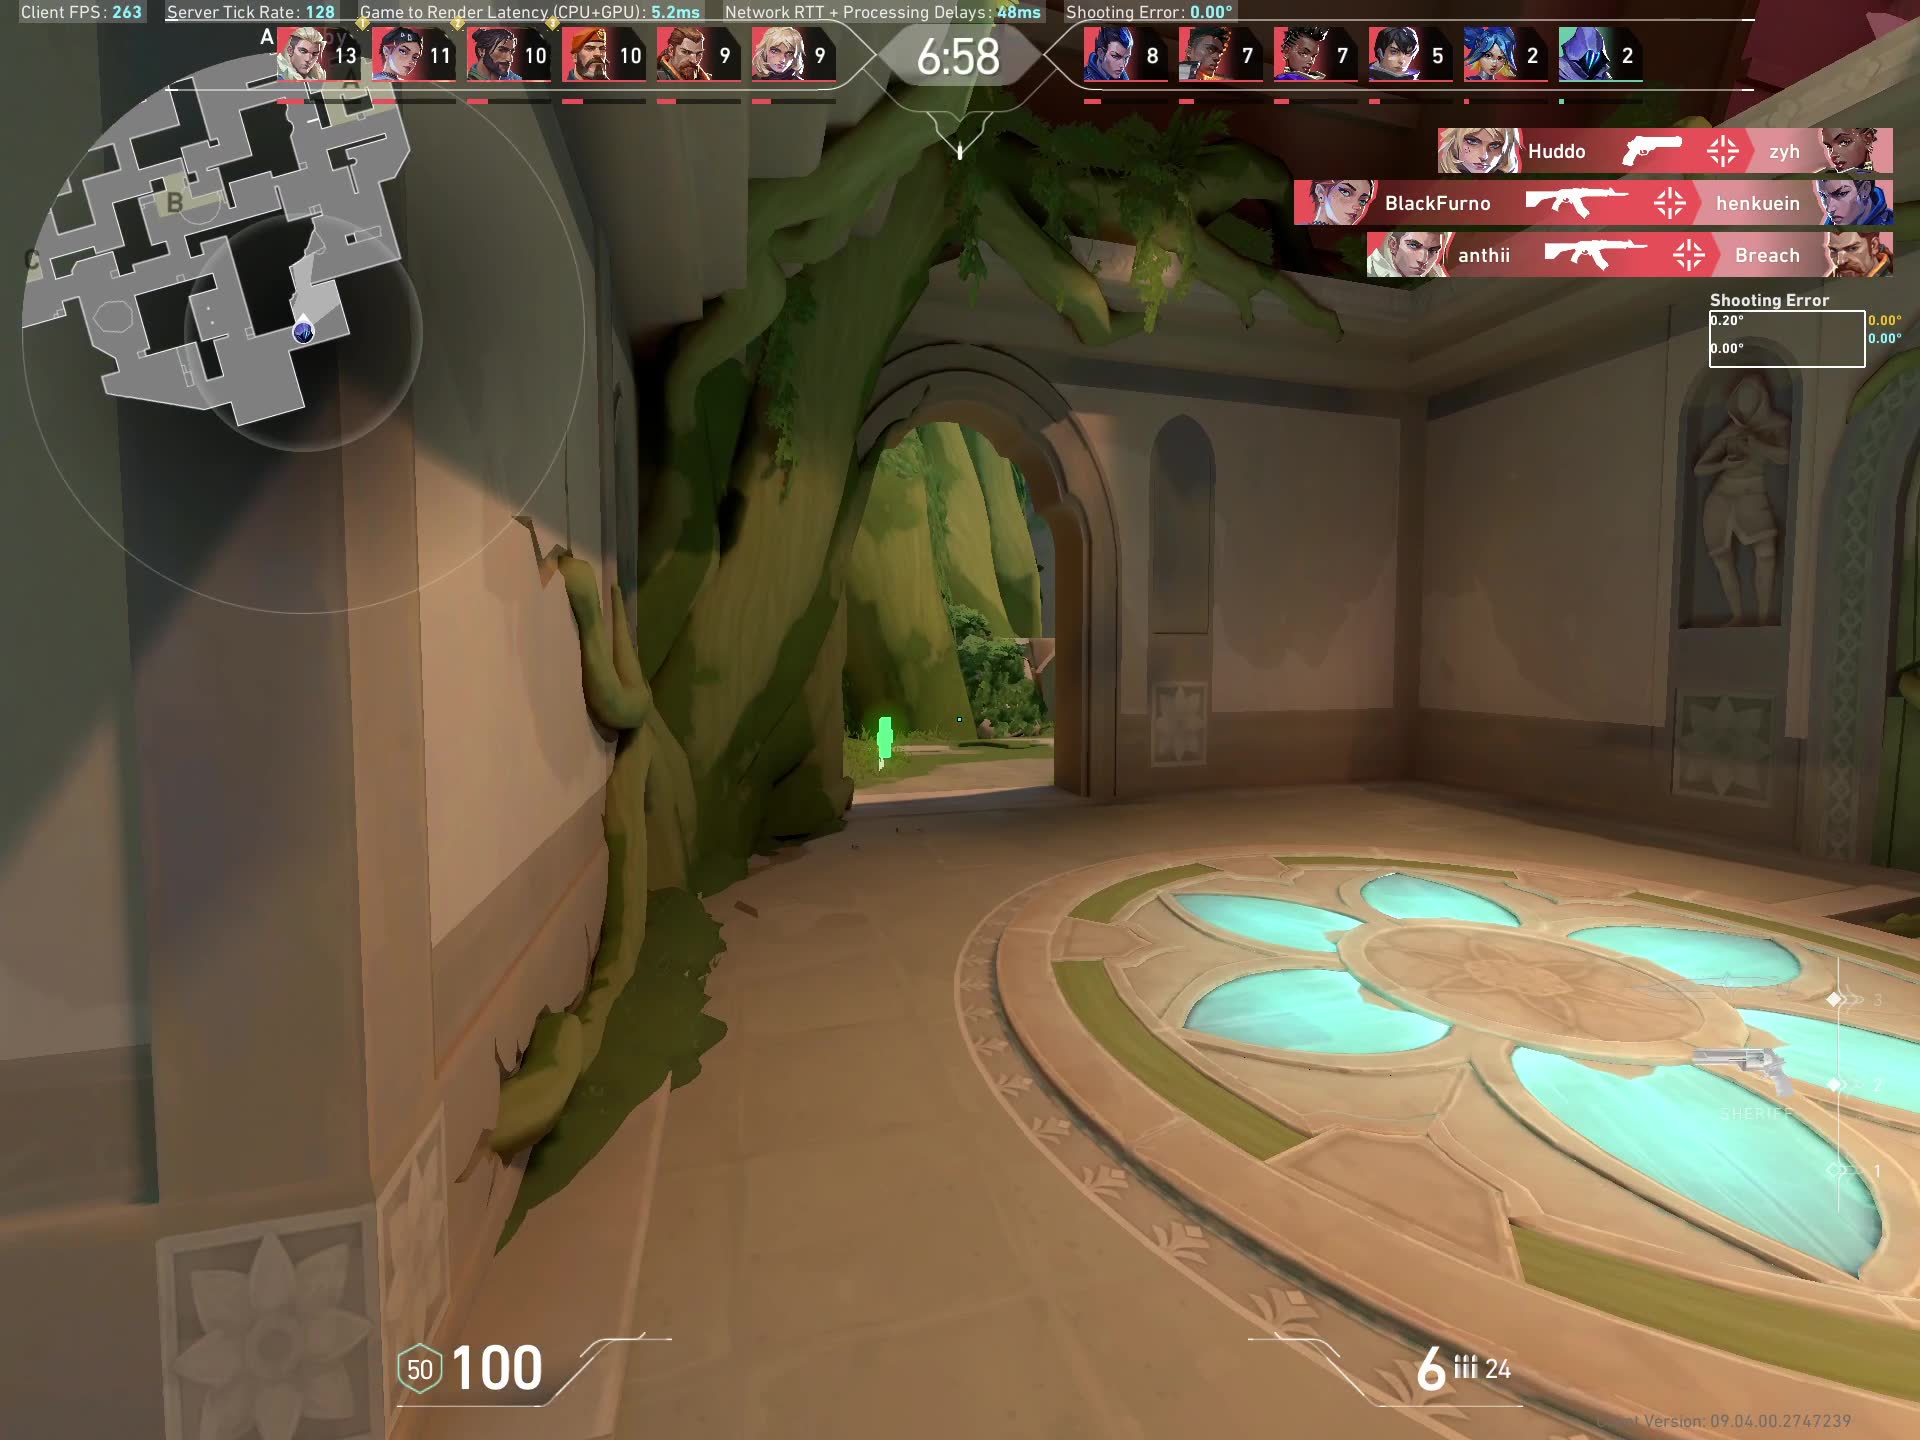 Client FPS: 263 Server Tick Rate: 128 Game to Render Latency (CPU+GPU): 5.2ms Network RTT + Processing Delays: 48ms Shooting Error: 0.00°
A 13 11 10 10 9 9 6:58 8 7 7 5 2 2
A
Huddo zyh
B
BlackFurno henkuein
C
anthii Breach
Shooting Error
0.20° 0.00°
0.00°
0.00°
3
2
SHERIFF
1
50 100 6 24
Version: 09.04.00.2747239